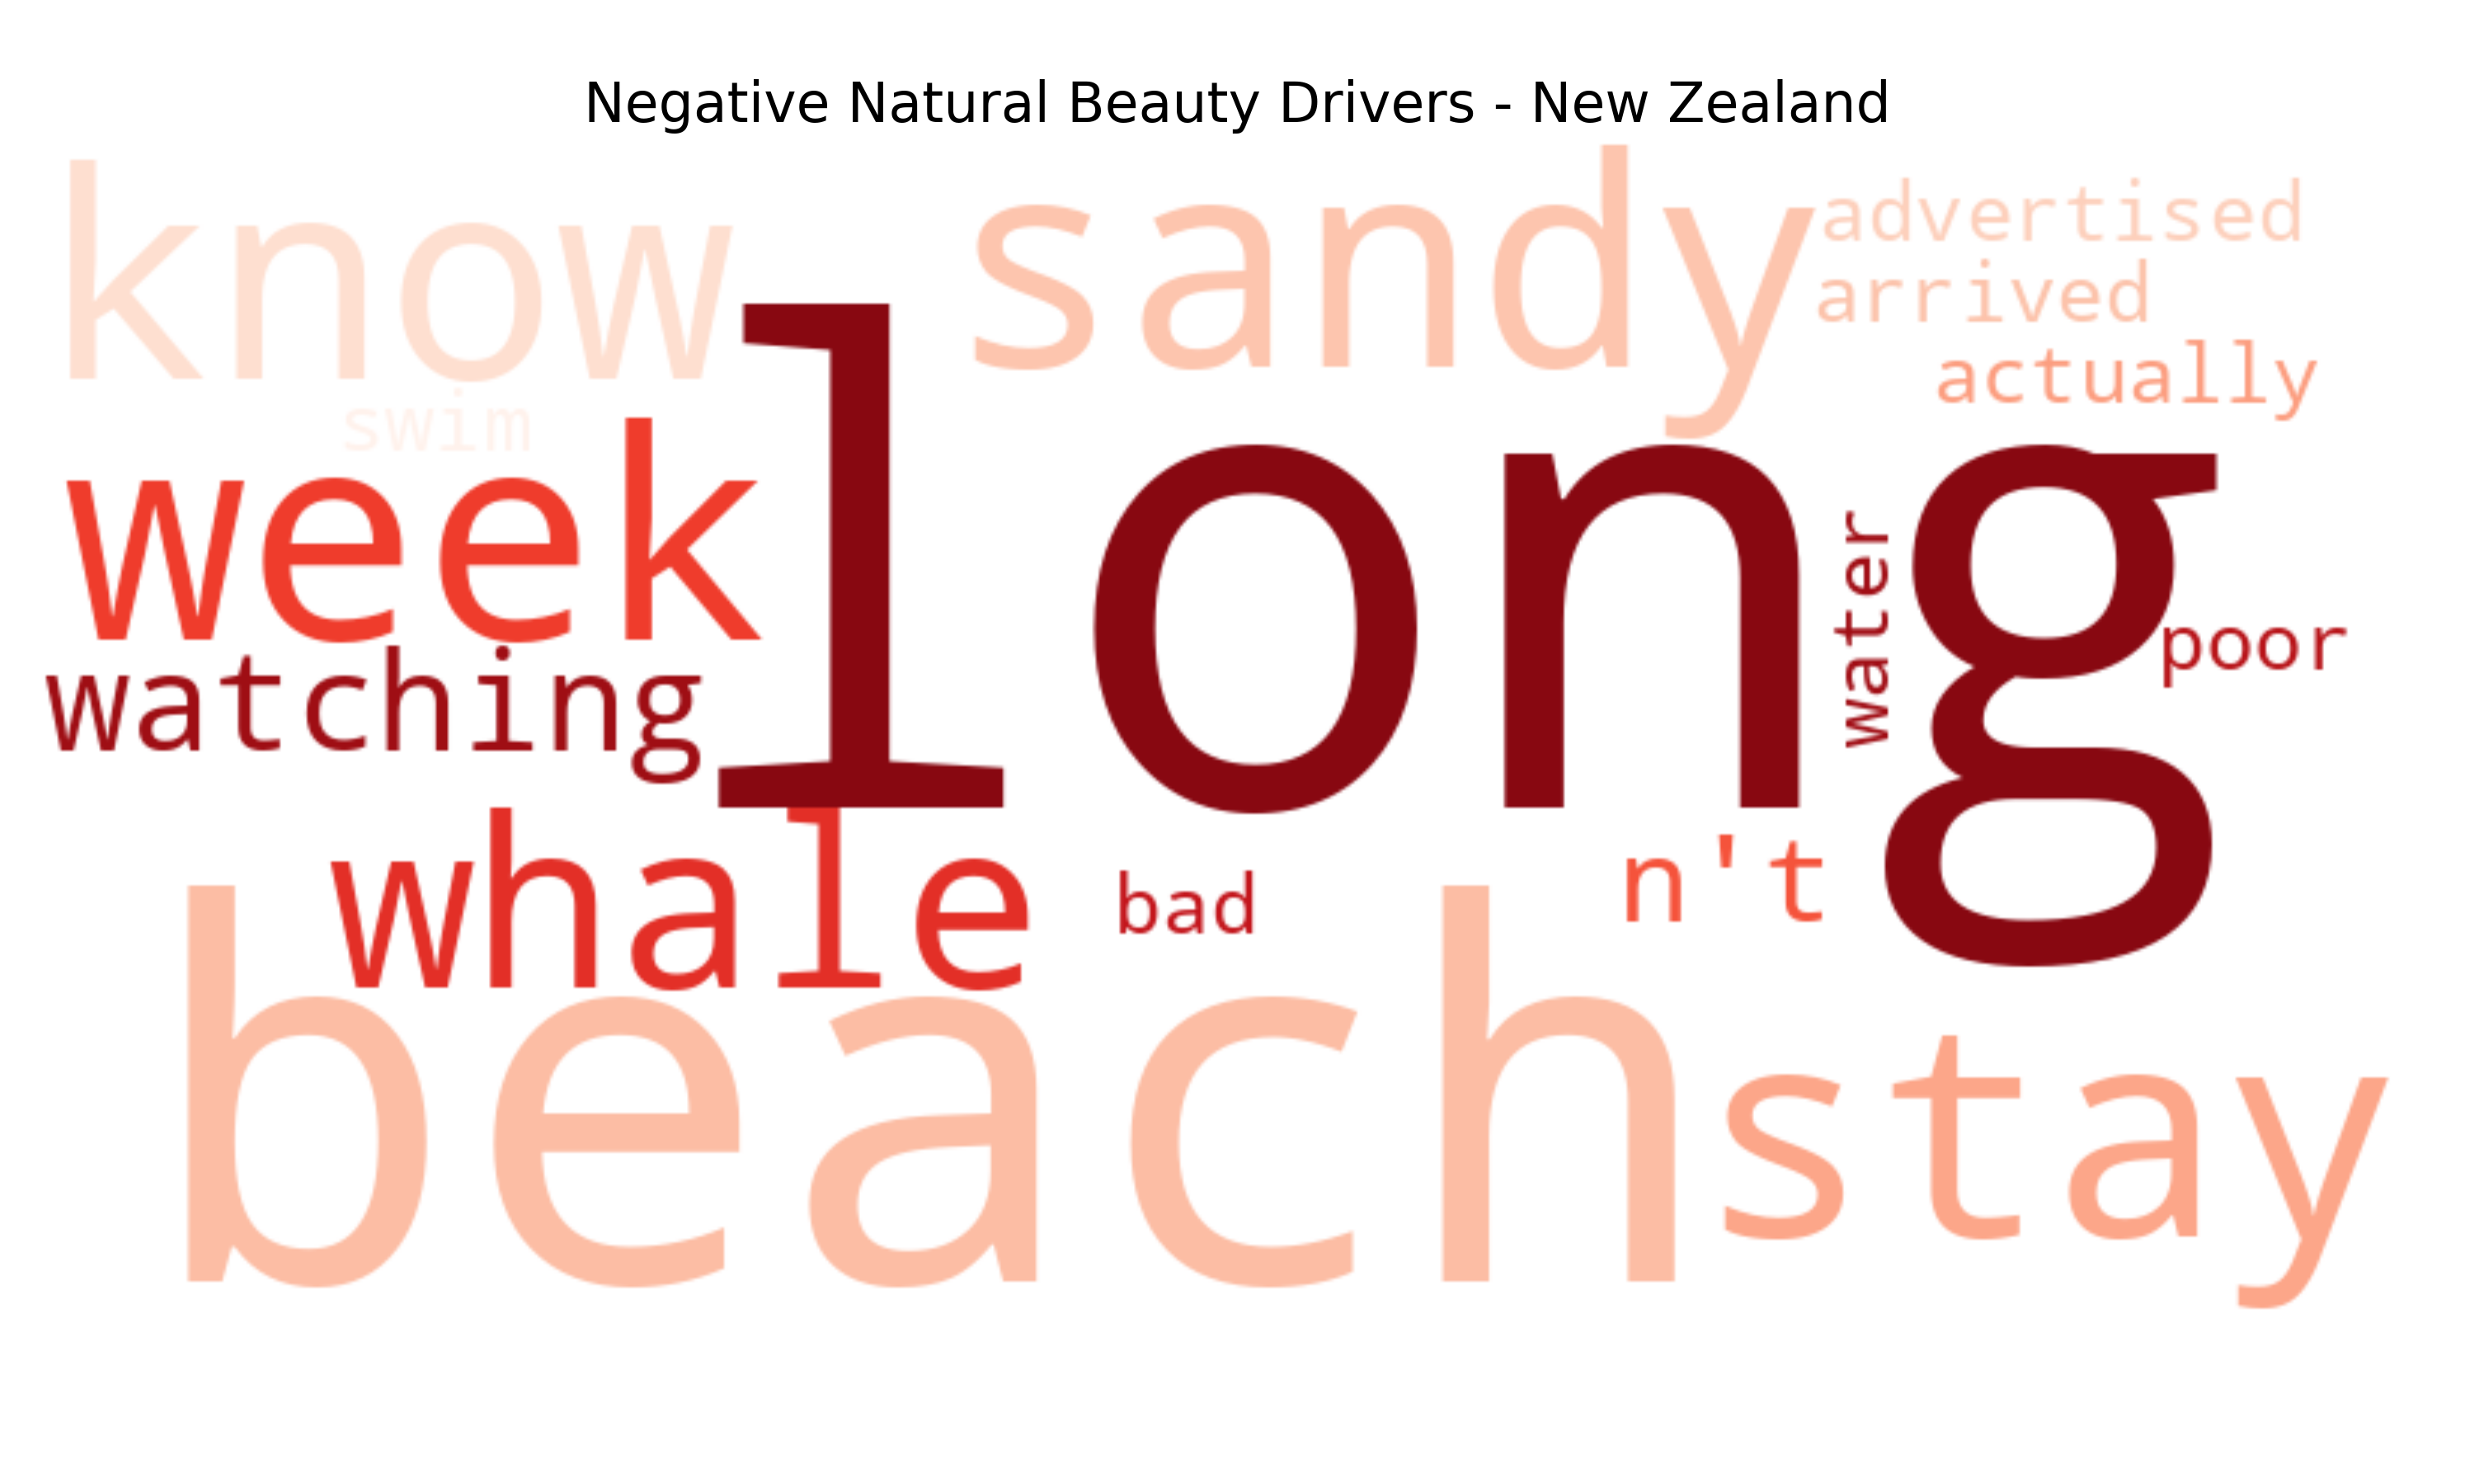 Negative Natural Beauty Drivers - New Zealand
know
sandy
advertised
arrived
actually
swim
week
long
water
poor
watching
whale
bad
n't
beach
stay